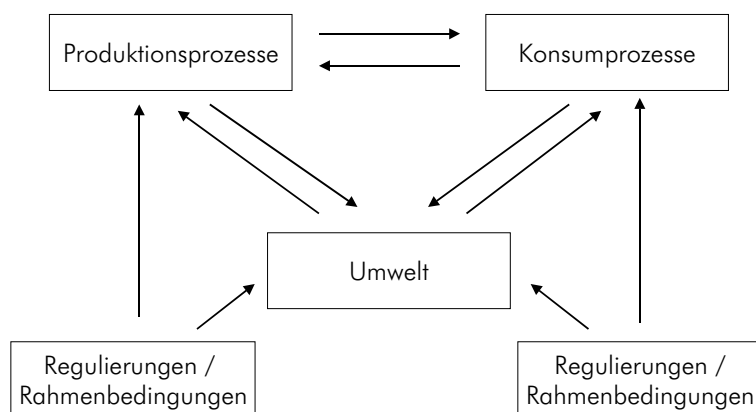 Produktionsprozesse
Konsumprozesse
Umwelt
Regulierungen /
Rahmenbedingungen
Regulierungen /
Rahmenbedingungen